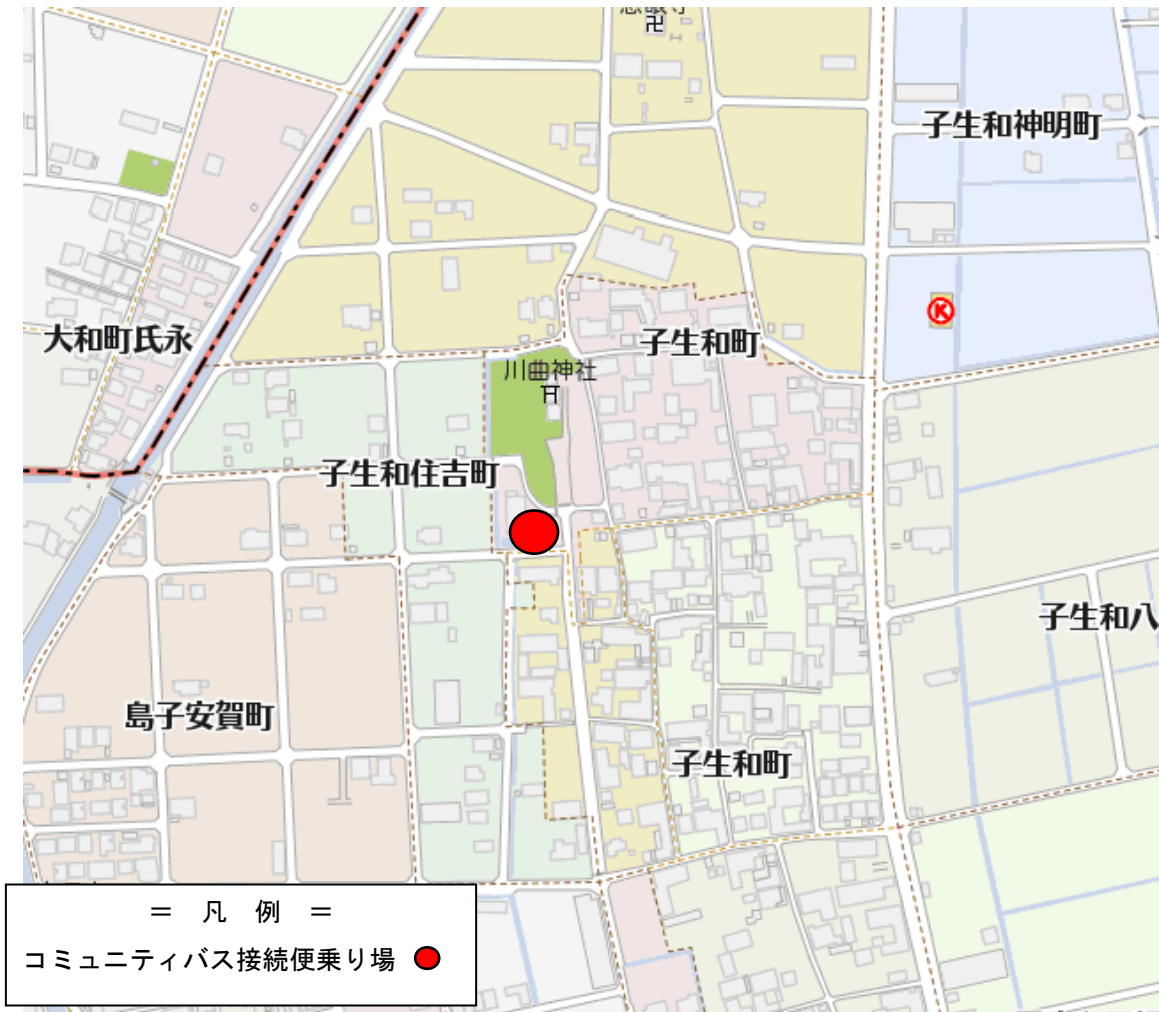 子生和神明町
大和町氏永
子生和町
川曲神社
子生和住吉町
子生和八
島子安賀町
子生和町
＝ 凡 例 ＝
コミュニティバス接続便乗り場